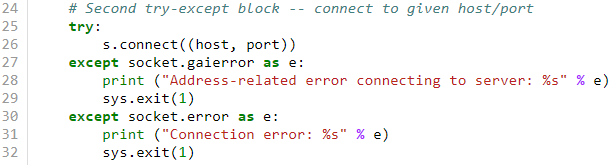 24 # Second try-except block -- connect to given host/port
25 try:
26 s.connect((host, port))
27 except socket.gaierror as e:
28 print ("Address-related error connecting to server: %s" % e)
29 sys.exit(1)
30 except socket.error as e:
31 print ("Connection error: %s" % e)
32 sys.exit(1)